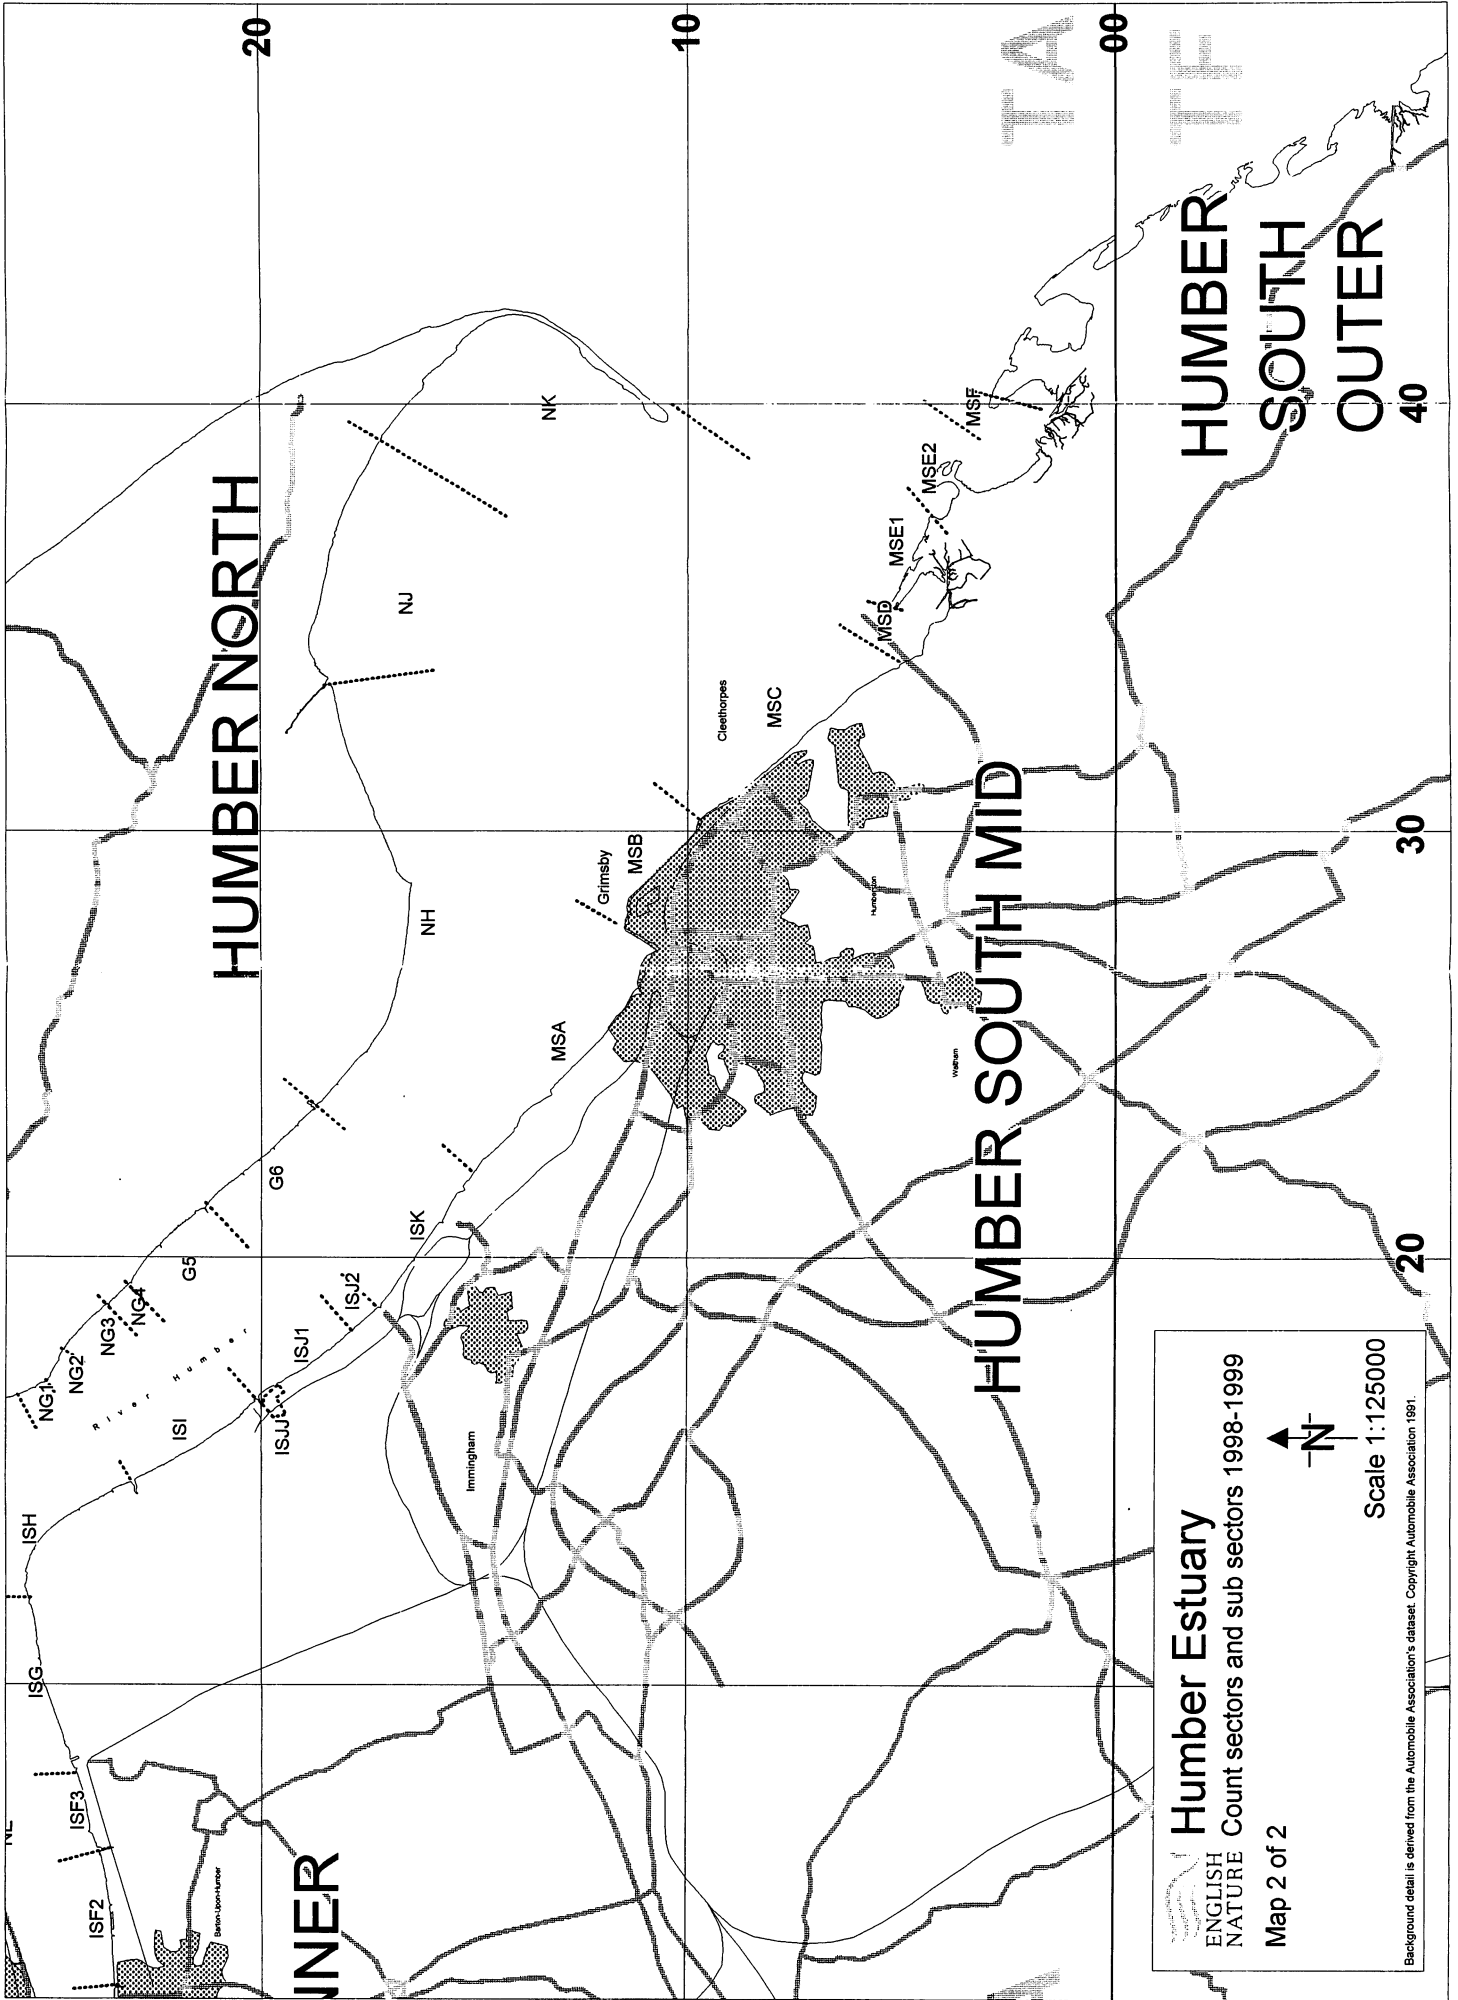 20
10
00
TA
TE
HUMBER NORTH
HUMBER
SOUTH
OUTER
40
30
20
HUMBER SOUTH MID
NNER
NK
NJ
NH
G6
G5
NG4
NG3
NG2
NG1
River Humber
MSF
MSE2
MSE1
MSD
MSC
Cleethorpes
MSB
Grimsby
MSA
Humberston
Waltham
ISK
ISJ2
ISJ1
ISJJ
ISI
ISH
ISG
ISF3
ISF2
Immingham
Barton-Upon-Humber
ENGLISH
NATURE
Humber Estuary
Count sectors and sub sectors 1998-1999
Map 2 of 2
N
Scale 1:125000
Background detail is derived from the Automobile Association's dataset. Copyright Automobile Association 1991.